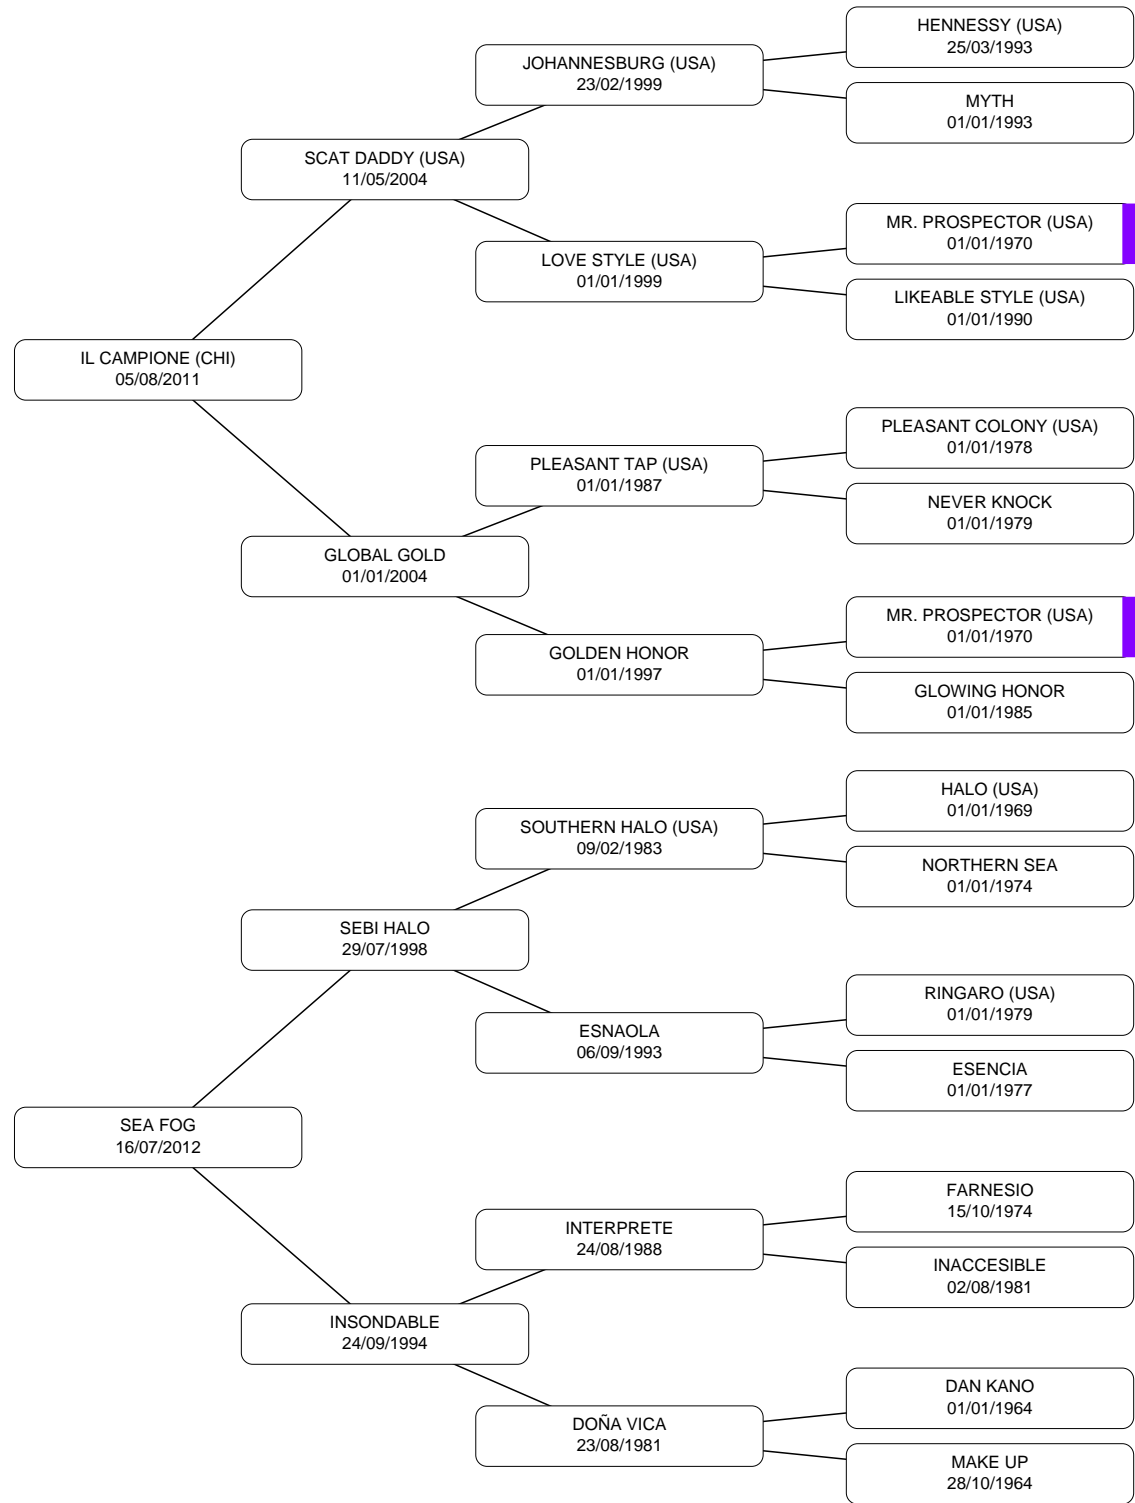 HENNESSY (USA)
25/03/1993
JOHANNESBURG (USA)
23/02/1999
MYTH
01/01/1993
SCAT DADDY (USA)
11/05/2004
MR. PROSPECTOR (USA)
01/01/1970
LOVE STYLE (USA)
01/01/1999
LIKEABLE STYLE (USA)
01/01/1990
IL CAMPIONE (CHI)
05/08/2011
PLEASANT COLONY (USA)
01/01/1978
PLEASANT TAP (USA)
01/01/1987
NEVER KNOCK
01/01/1979
GLOBAL GOLD
01/01/2004
MR. PROSPECTOR (USA)
01/01/1970
GOLDEN HONOR
01/01/1997
GLOWING HONOR
01/01/1985
HALO (USA)
01/01/1969
SOUTHERN HALO (USA)
09/02/1983
NORTHERN SEA
01/01/1974
SEBI HALO
29/07/1998
RINGARO (USA)
01/01/1979
ESNAOLA
06/09/1993
ESENCIA
01/01/1977
SEA FOG
16/07/2012
FARNESIO
15/10/1974
INTERPRETE
24/08/1988
INACCESIBLE
02/08/1981
INSONDABLE
24/09/1994
DAN KANO
01/01/1964
DOÑA VICA
23/08/1981
MAKE UP
28/10/1964